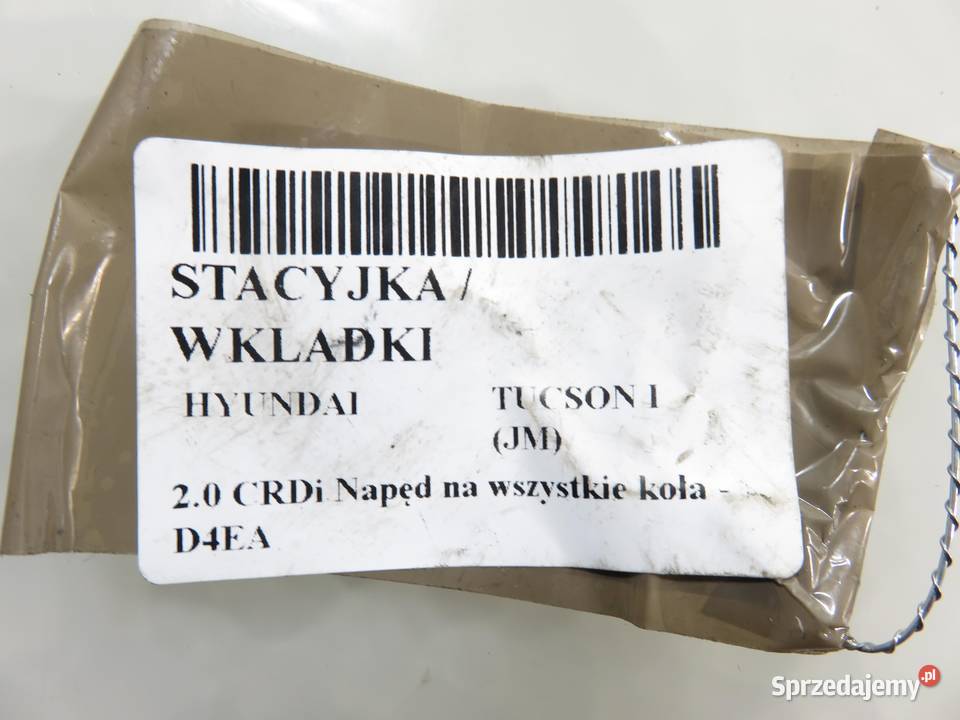 STACYJKA /
WKLADKI
HYUNDAI TUCSON I
(JM)
2.0 CRDi Napęd na wszystkie koła -
D4EA
Sprzedajemy.pl